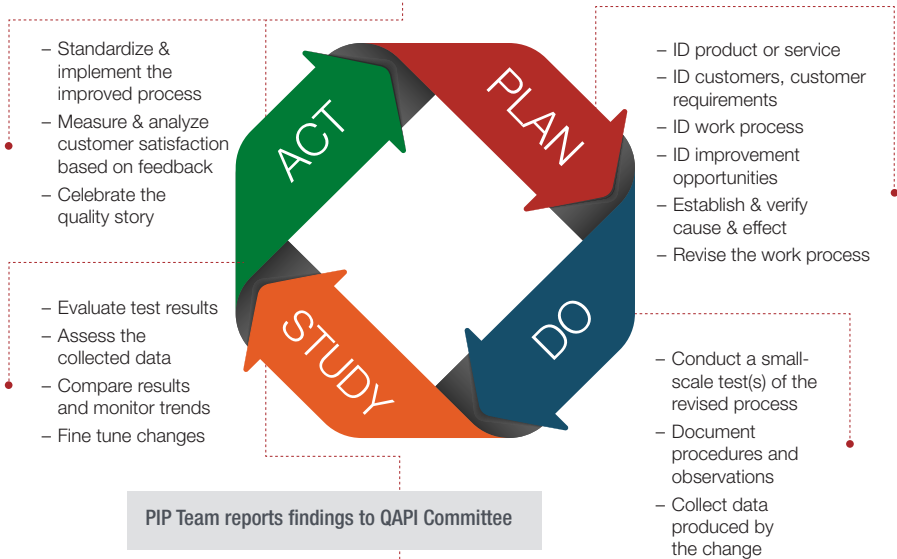 – Standardize &
implement the
improved process
– Measure & analyze
customer satisfaction
based on feedback
– Celebrate the
quality story
ACT
PLAN
– ID product or service
– ID customers, customer
requirements
– ID work process
– ID improvement
opportunities
– Establish & verify
cause & effect
– Revise the work process
– Evaluate test results
– Assess the
collected data
– Compare results
and monitor trends
– Fine tune changes
STUDY
DO
– Conduct a small-
scale test(s) of the
revised process
– Document
procedures and
observations
– Collect data
produced by
the change
PIP Team reports findings to QAPI Committee